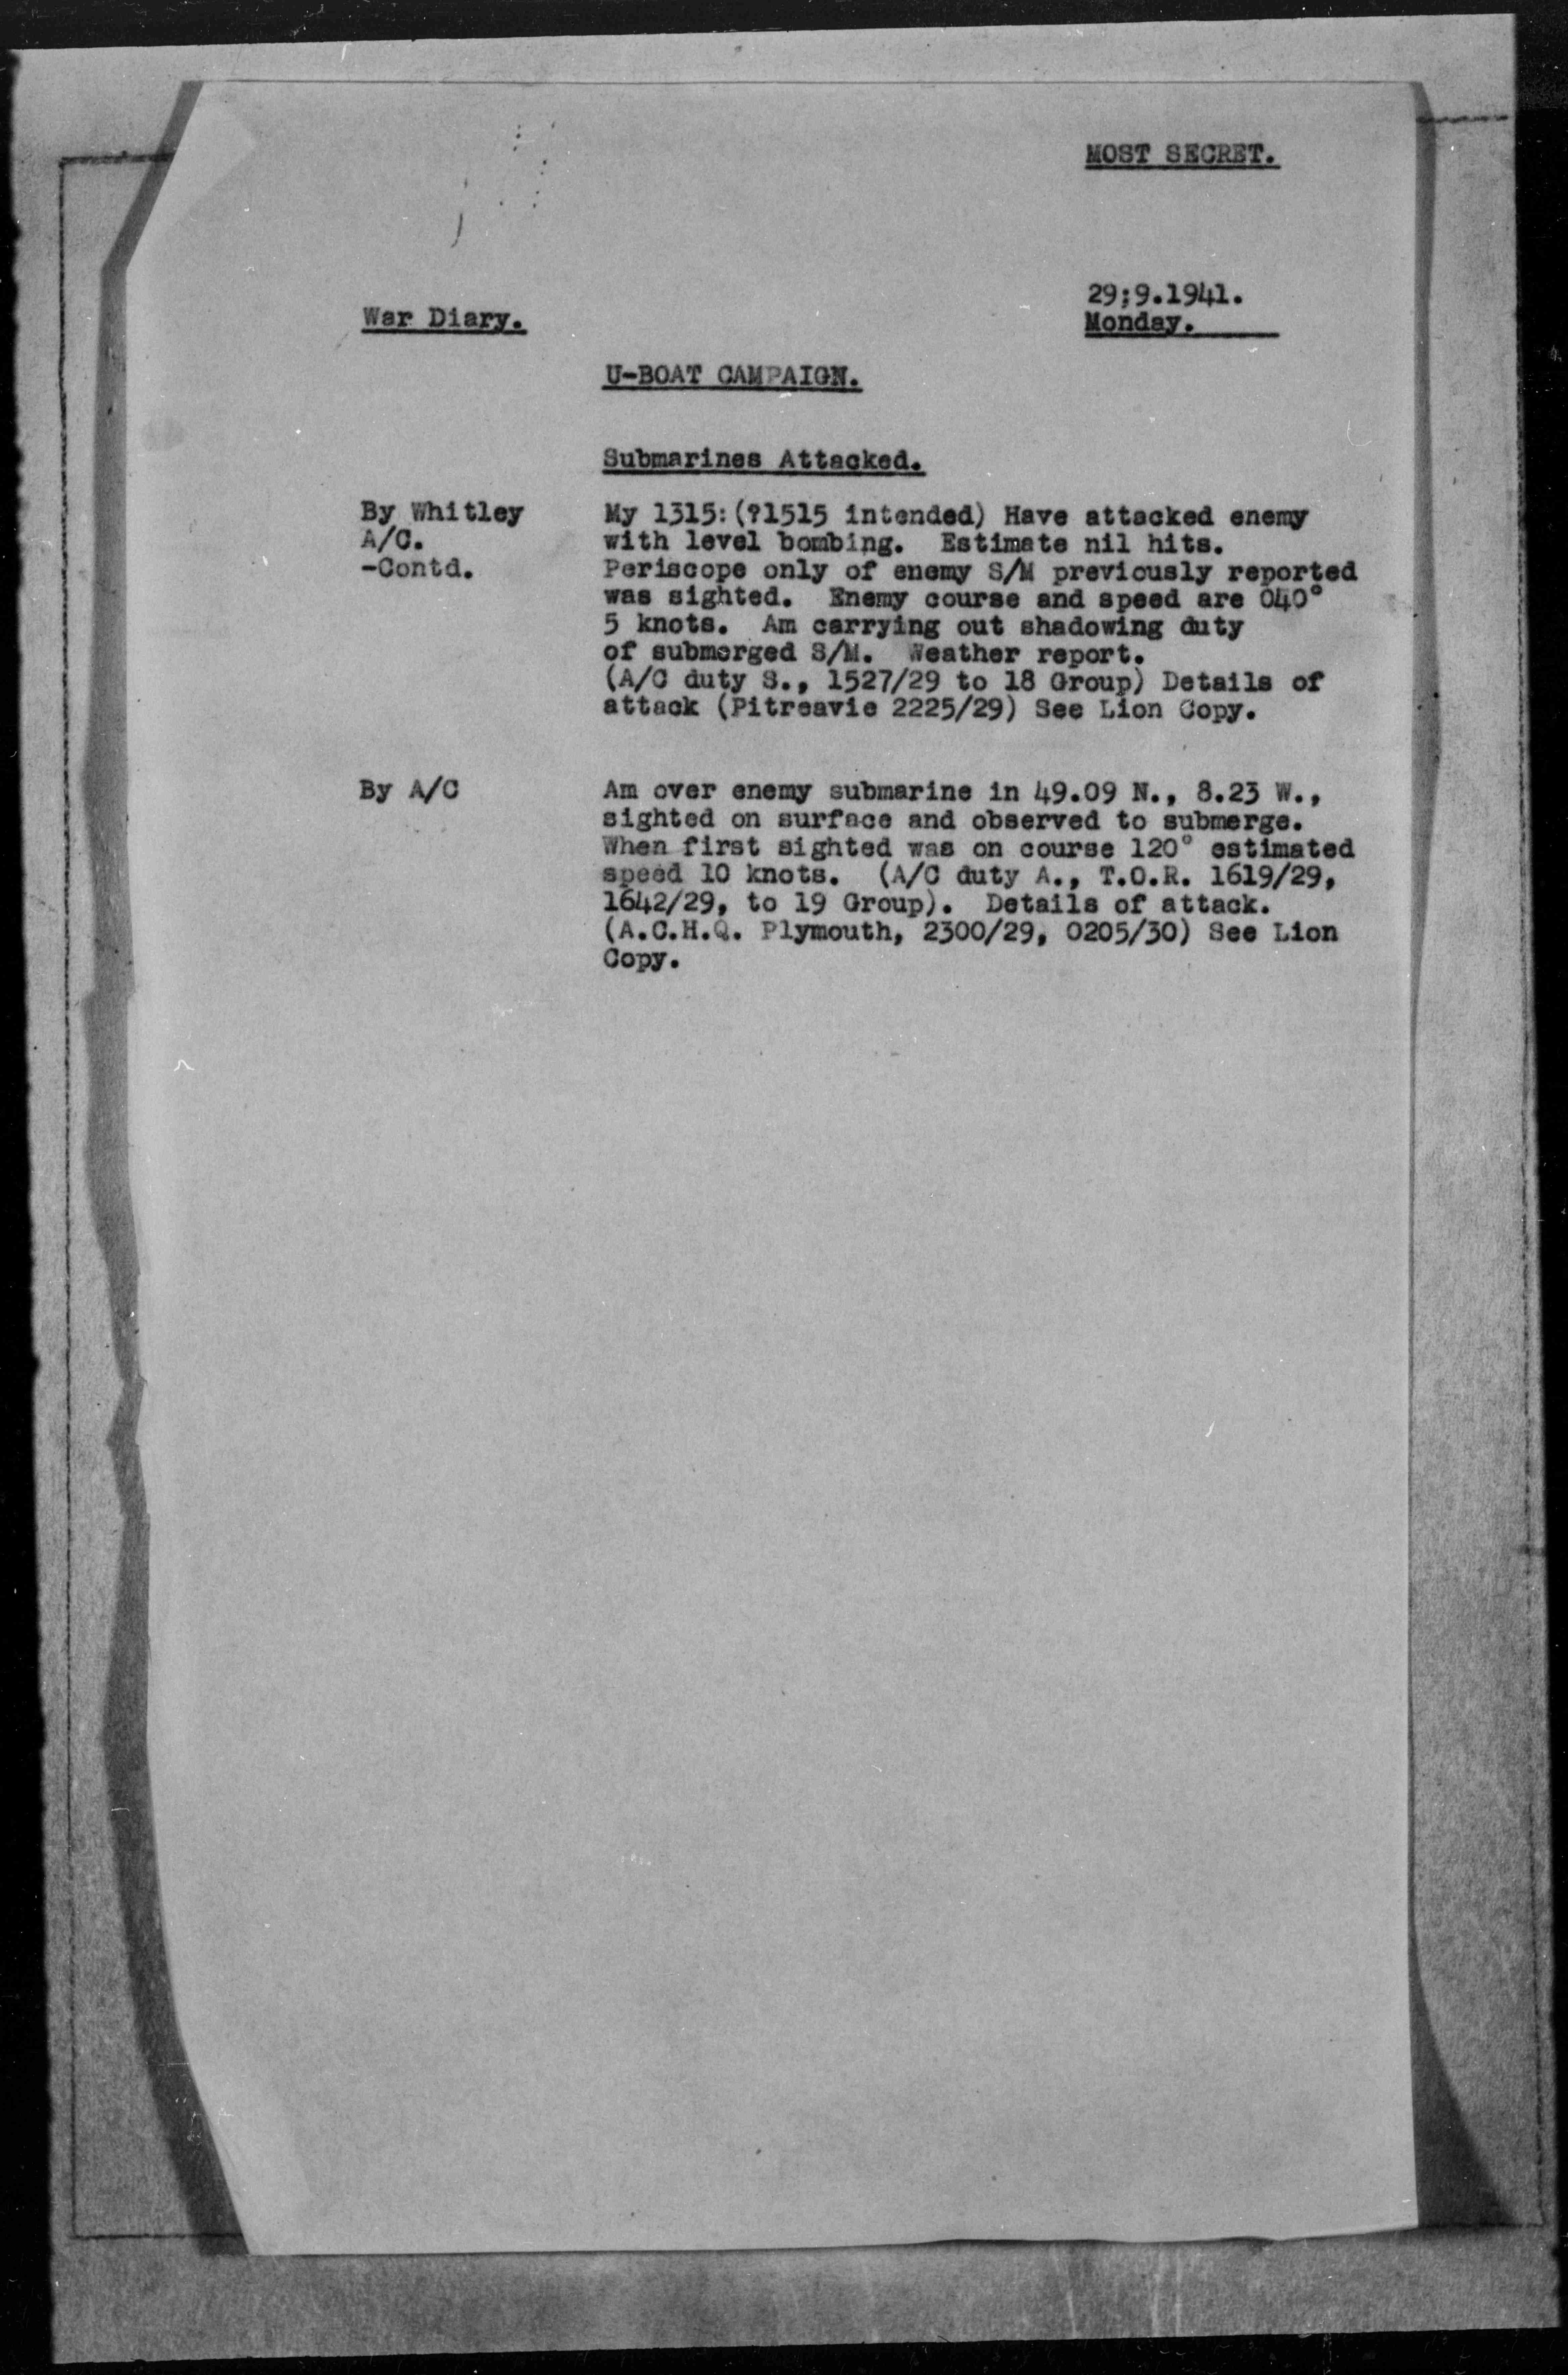 MOST SECRET.
29;9.1941.
War Diary.
Monday.
U-BOAT CAMPAIGN.
Submarines Attacked.
By Whitley
A/C.
-Contd.
My 1315:(?1515 intended) Have attacked enemy
with level bombing. Estimate nil hits.
Periscope only of enemy S/M previously reported
was sighted. Enemy course and speed are 040°
5 knots. Am carrying out shadowing duty
of submerged S/M. Weather report.
(A/C duty S., 1527/29 to 18 Group) Details of
attack (Pitreavie 2225/29) See Lion Copy.
By A/C
Am over enemy submarine in 49.09 N., 8.23 W.,
sighted on surface and observed to submerge.
When first sighted was on course 120° estimated
speed 10 knots. (A/C duty A., T.O.R. 1619/29,
1642/29, to 19 Group). Details of attack.
(A.C.H.Q. Plymouth, 2300/29, 0205/30) See Lion
Copy.